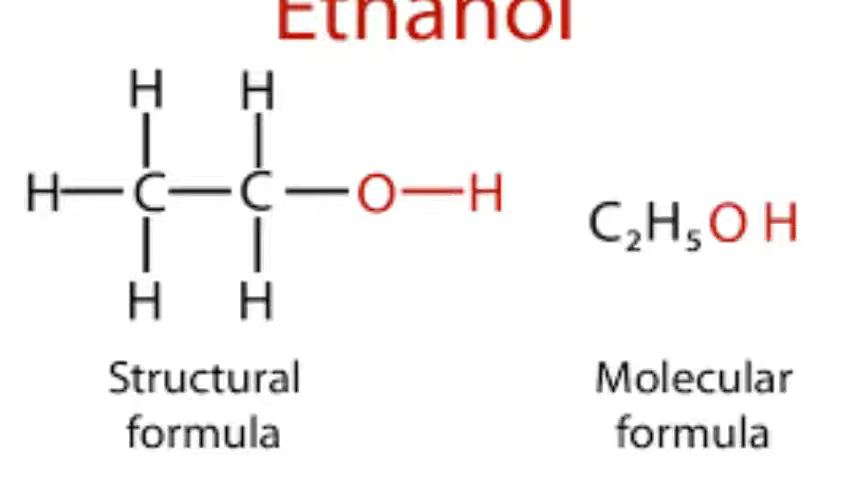 Ethanol
H H
H—C—C—O—H
H H
C₂H₅O H
Structural
formula
Molecular
formula